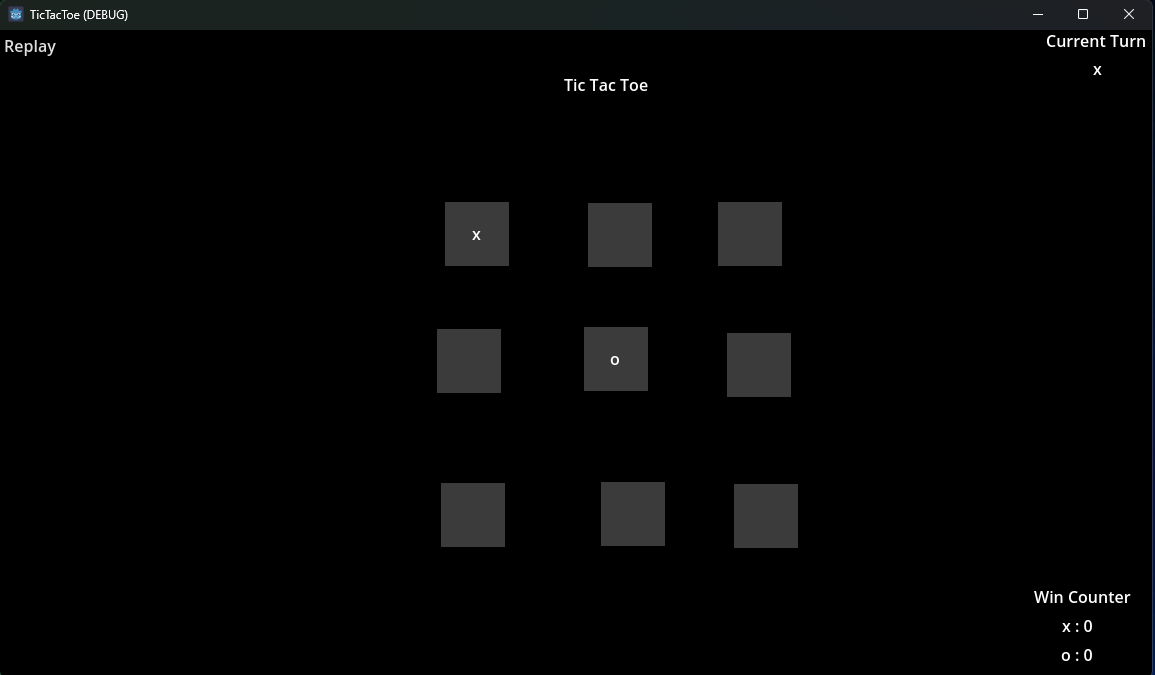 TicTacToe (DEBUG)
Replay
Current Turn
x
Tic Tac Toe
x
o
Win Counter
x : 0
o : 0